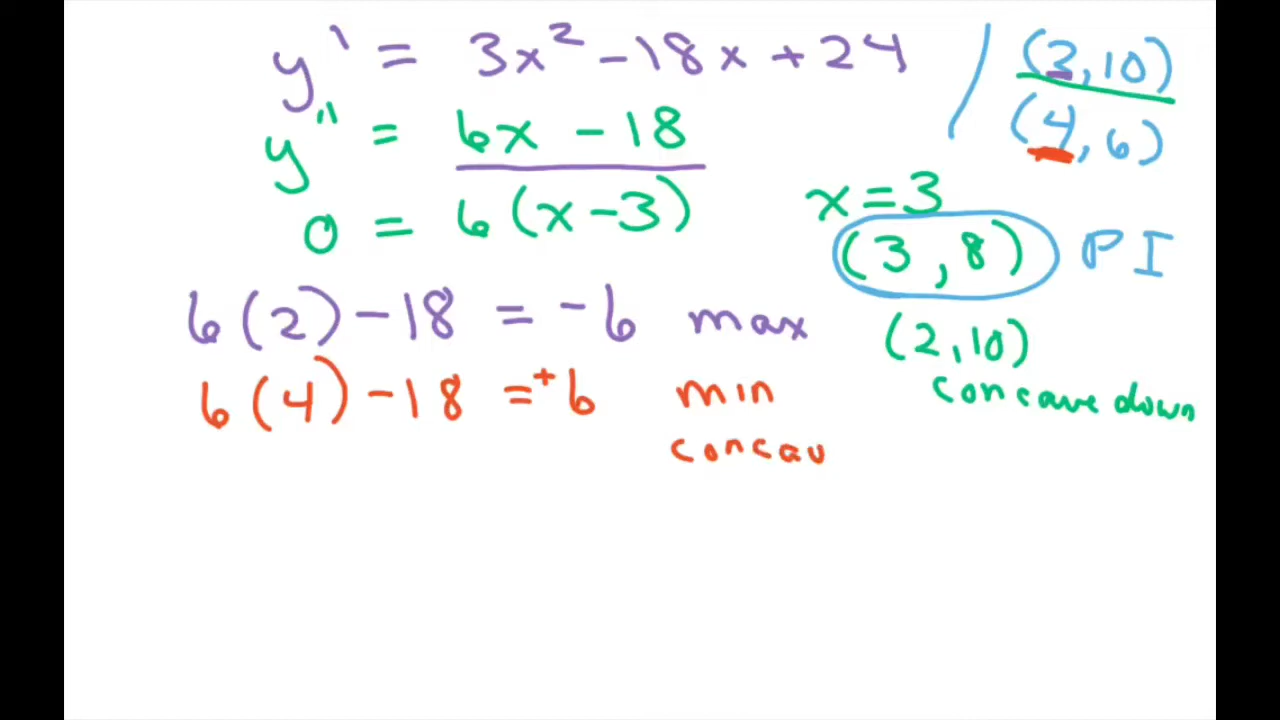 y' = 3x² - 18x + 24 / (2,10)
y" = 6x - 18 (4,6)
0 = 6(x - 3) x = 3
(3,8) PI
6(2) - 18 = -6 max (2,10)
6(4) - 18 = +6 min concave down
concav